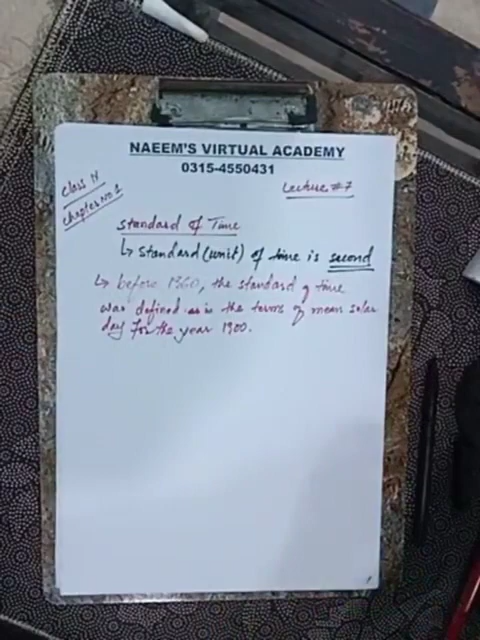 NAEEM'S VIRTUAL ACADEMY
0315-4550431
Class IV
Lecture #7
Chapter No. 1
Standard of Time
↳ Standard (unit) of time is second
↳ before 1960, the standard of time
was defined as in the terms of mean solar
day for the year 1900.